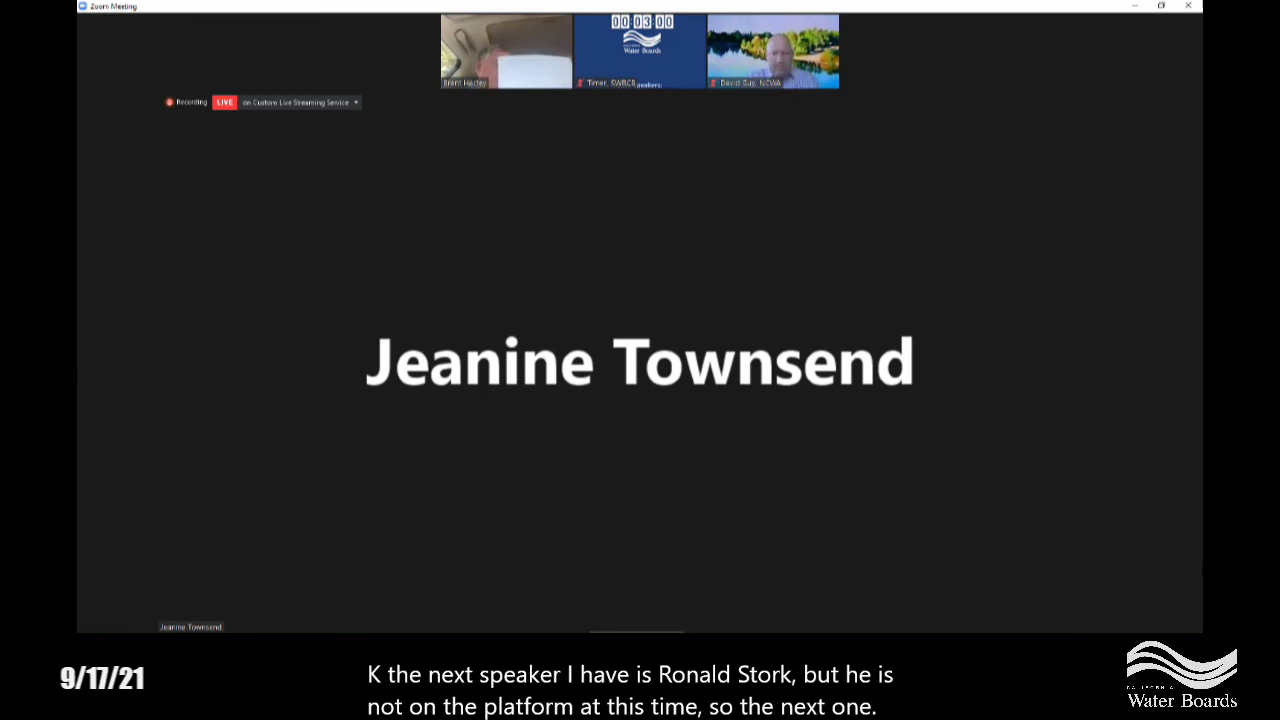 Zoom Meeting
00:03:00
Water Boards
Brent Hastey
Timer, SWRCB
peakers:
David Guy, NCWA
Recording
LIVE on Custom Live Streaming Service
Jeanine Townsend
Jeanine Townsend
9/17/21
K the next speaker I have is Ronald Stork, but he is
not on the platform at this time, so the next one.
CALIFORNIA
Water Boards